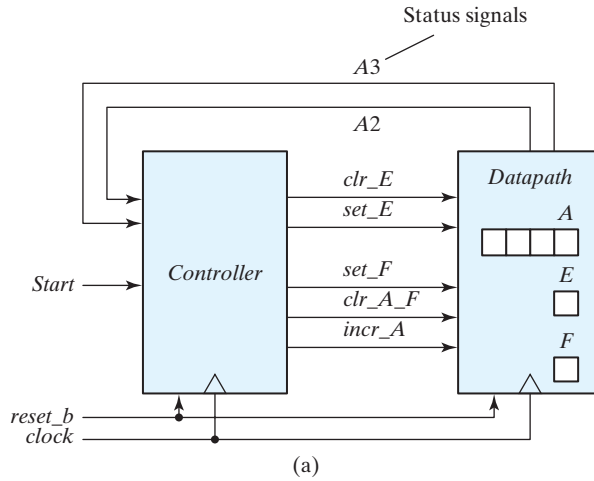 Status signals
A3
A2
clr_E
set_E
Datapath
A
Controller
Start
set_F
clr_A_F
incr_A
E
F
reset_b
clock
(a)